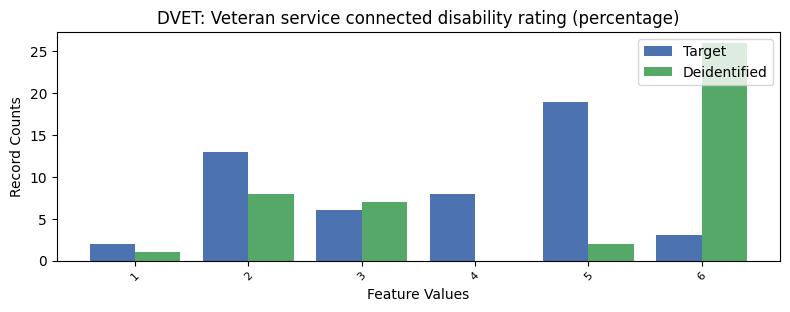 DVET: Veteran service connected disability rating (percentage)
Target
Deidentified
Record Counts
25
20
15
10
5
0
1 2 3 4 5 6
Feature Values